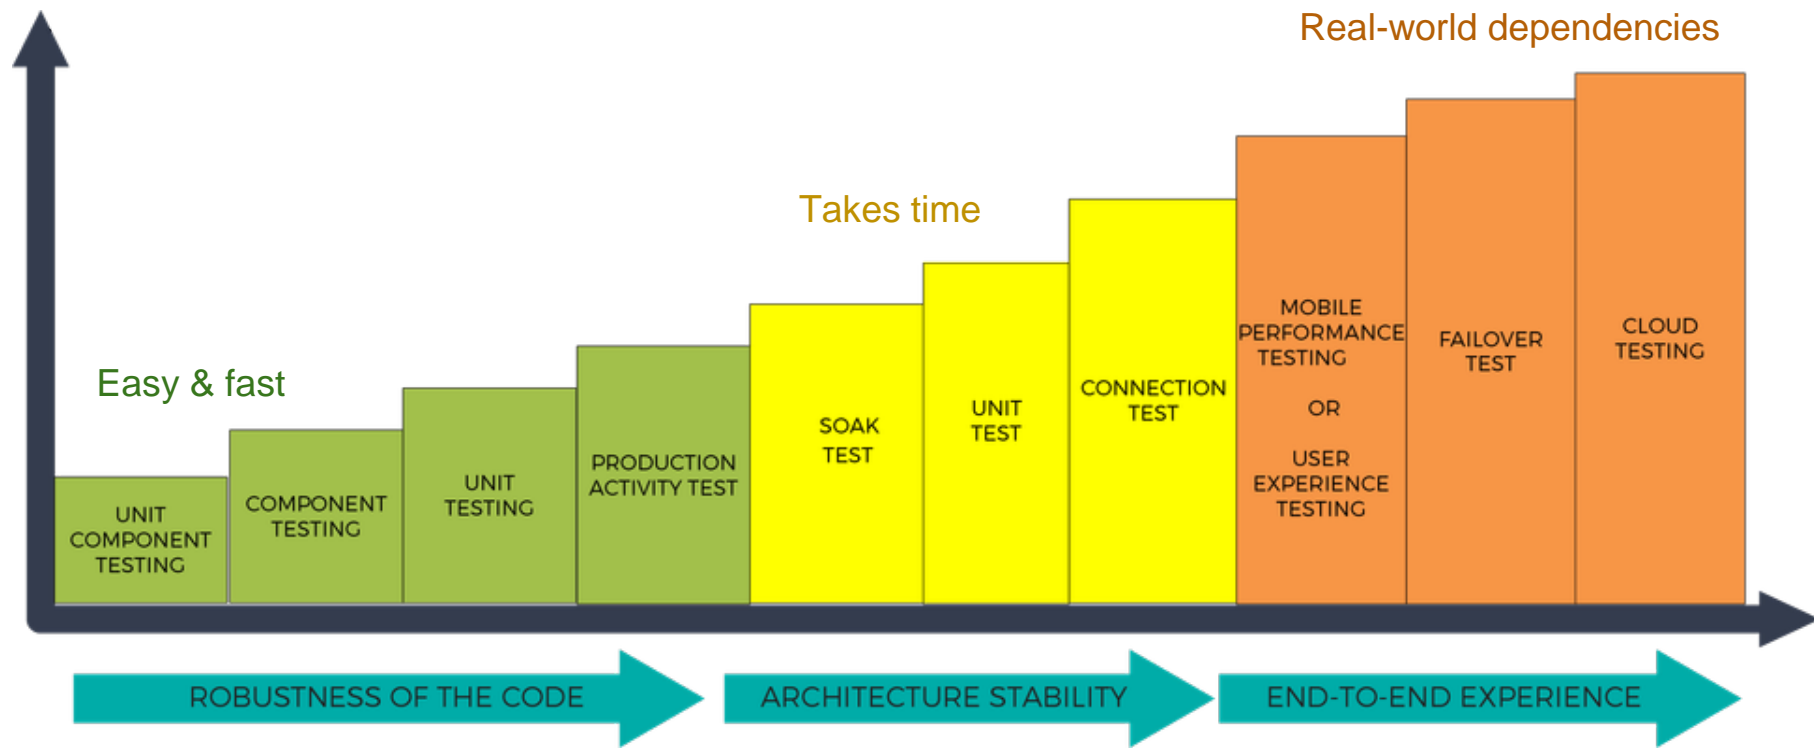 Real-world dependencies
Takes time
Easy & fast
UNIT
COMPONENT
TESTING
COMPONENT
TESTING
UNIT
TESTING
PRODUCTION
ACTIVITY TEST
SOAK
TEST
UNIT
TEST
CONNECTION
TEST
MOBILE
PERFORMANCE
TESTING
OR
USER
EXPERIENCE
TESTING
FAILOVER
TEST
CLOUD
TESTING
ROBUSTNESS OF THE CODE
ARCHITECTURE STABILITY
END-TO-END EXPERIENCE